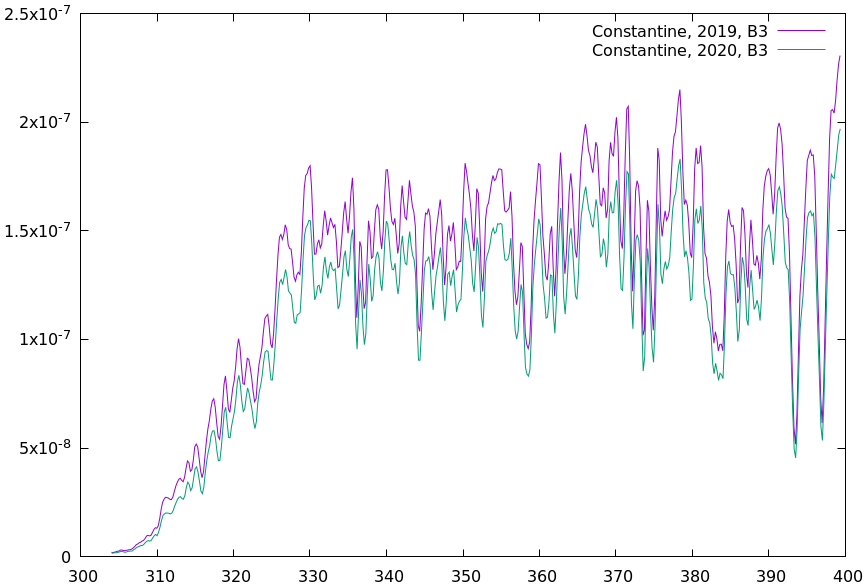 2.5x10-7
Constantine, 2019, B3
Constantine, 2020, B3
2x10-7
1.5x10-7
1x10-7
5x10-8
0
300 310 320 330 340 350 360 370 380 390 400